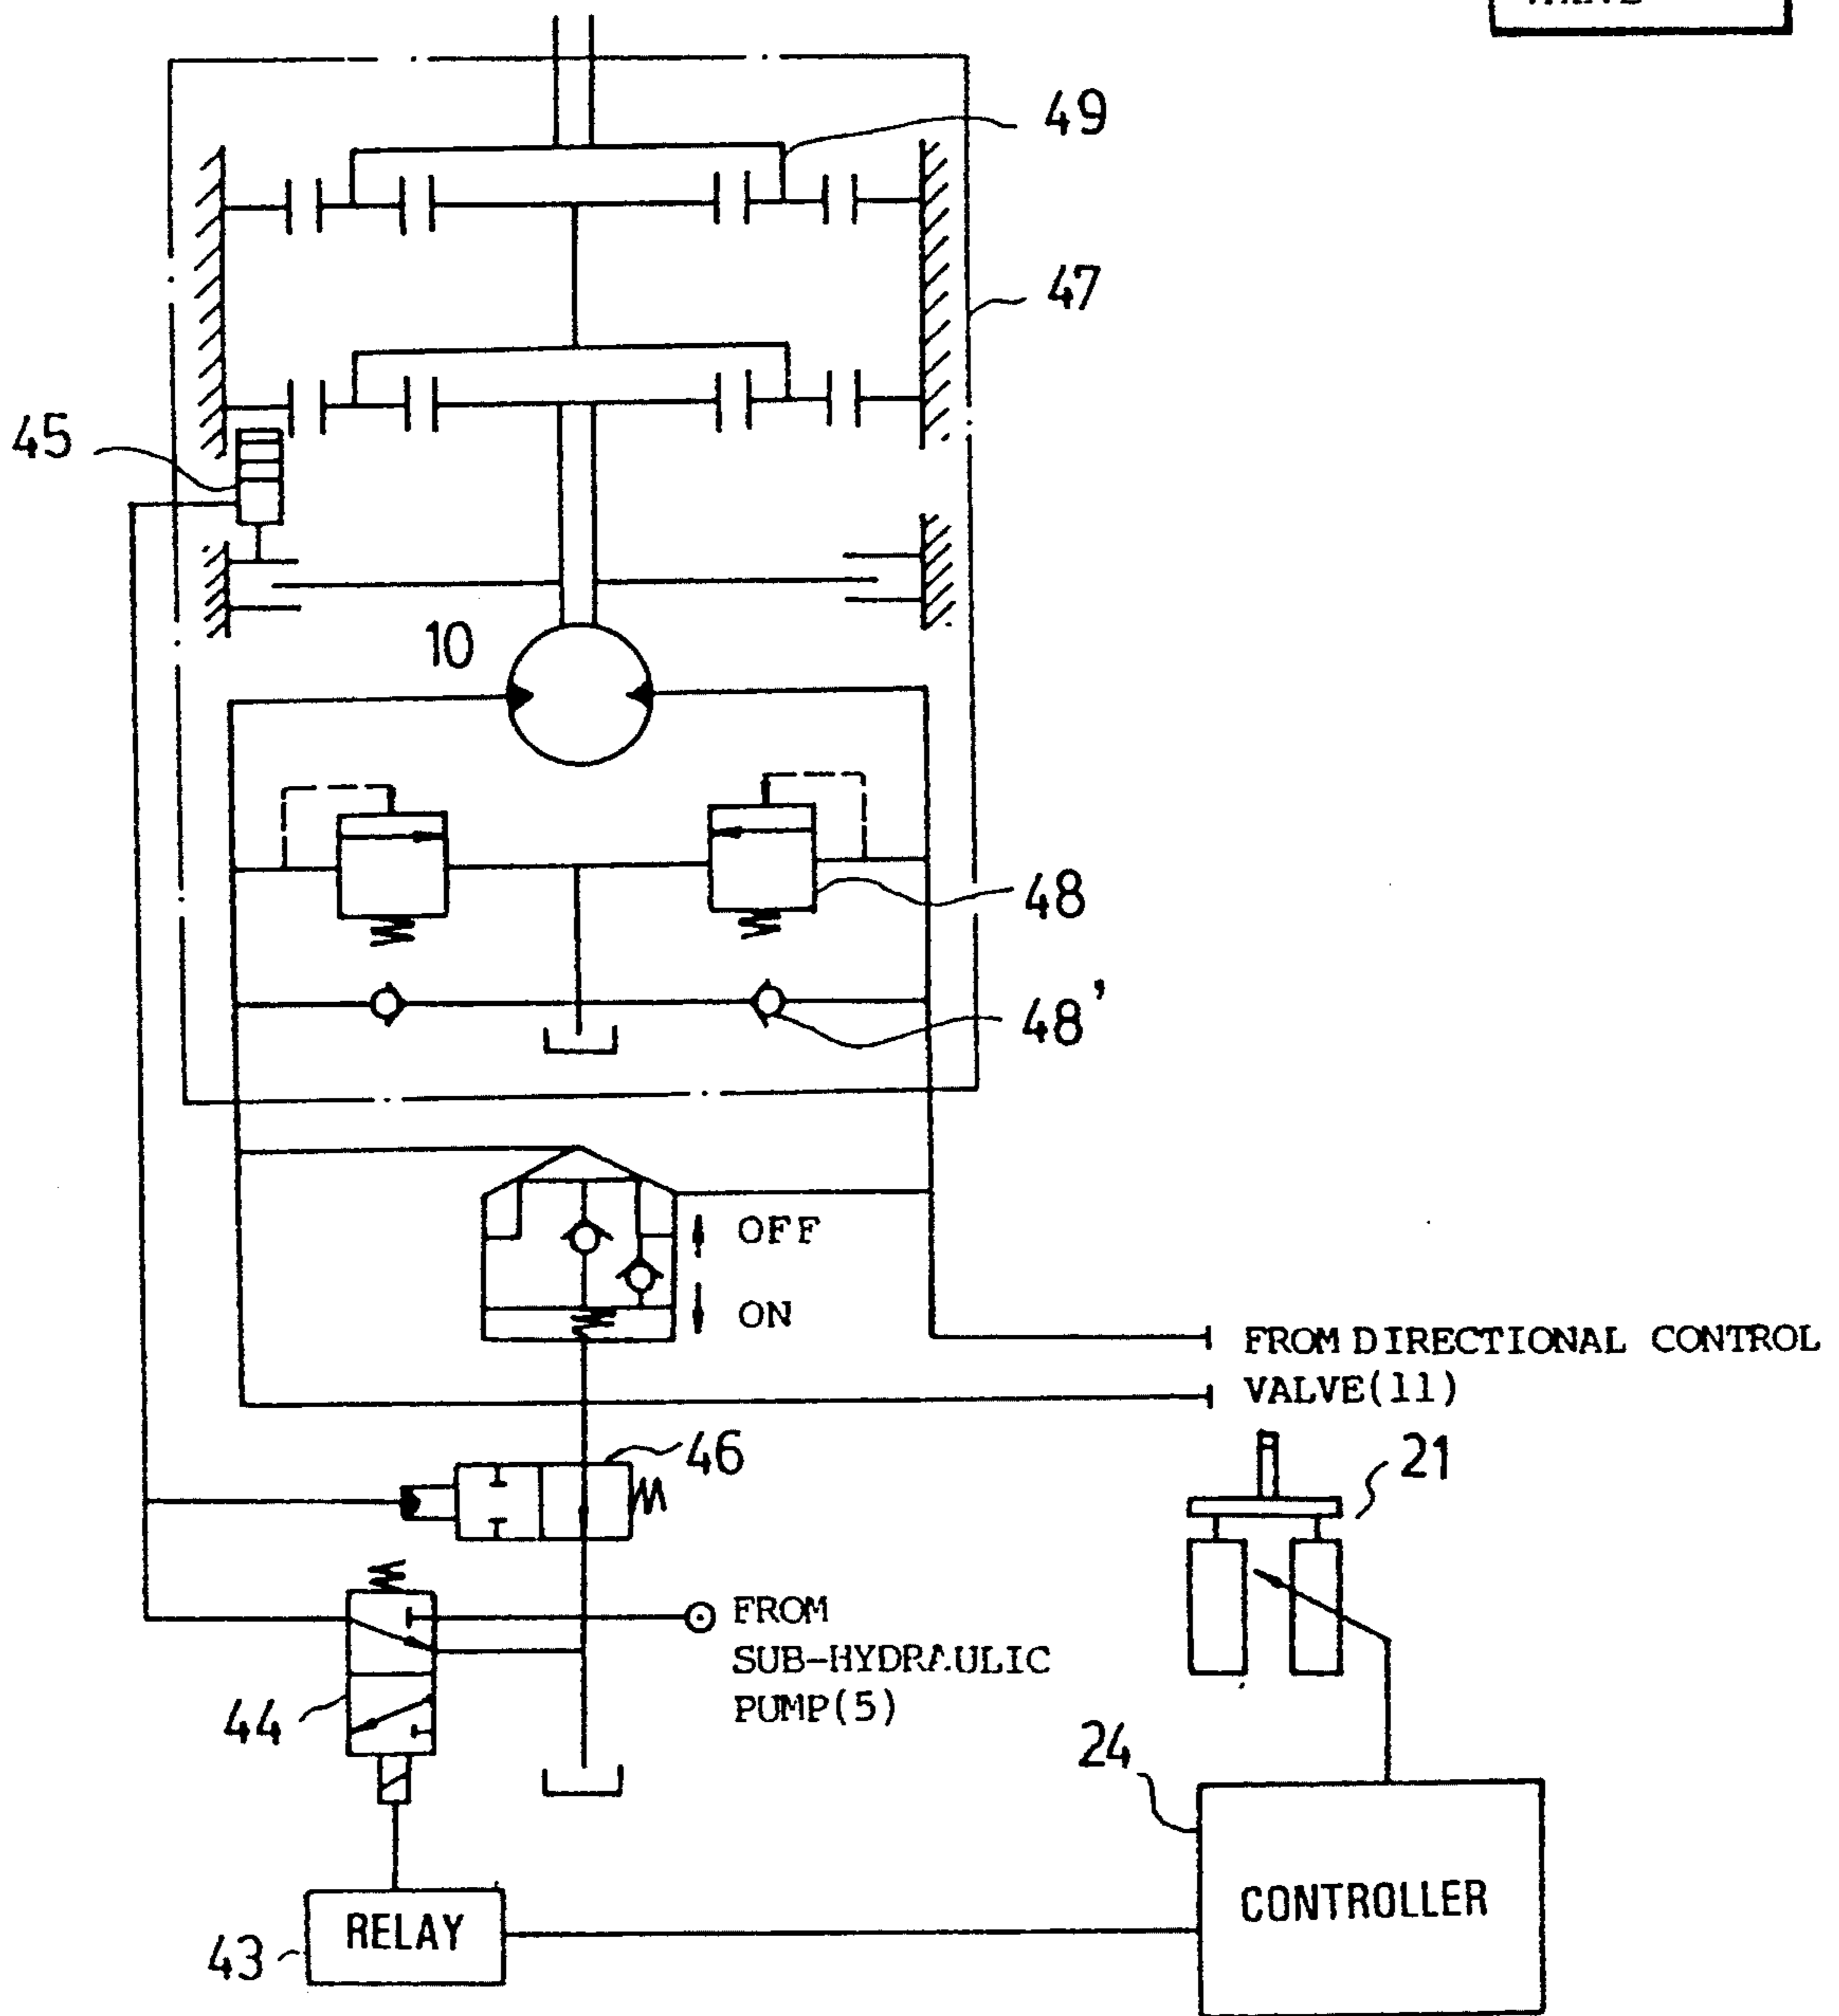 49
47
45
10
48
48'
OFF
ON
FROM DIRECTIONAL CONTROL
VALVE(11)
46
21
FROM
SUB-HYDRAULIC
PUMP(5)
44
24
CONTROLLER
RELAY
43